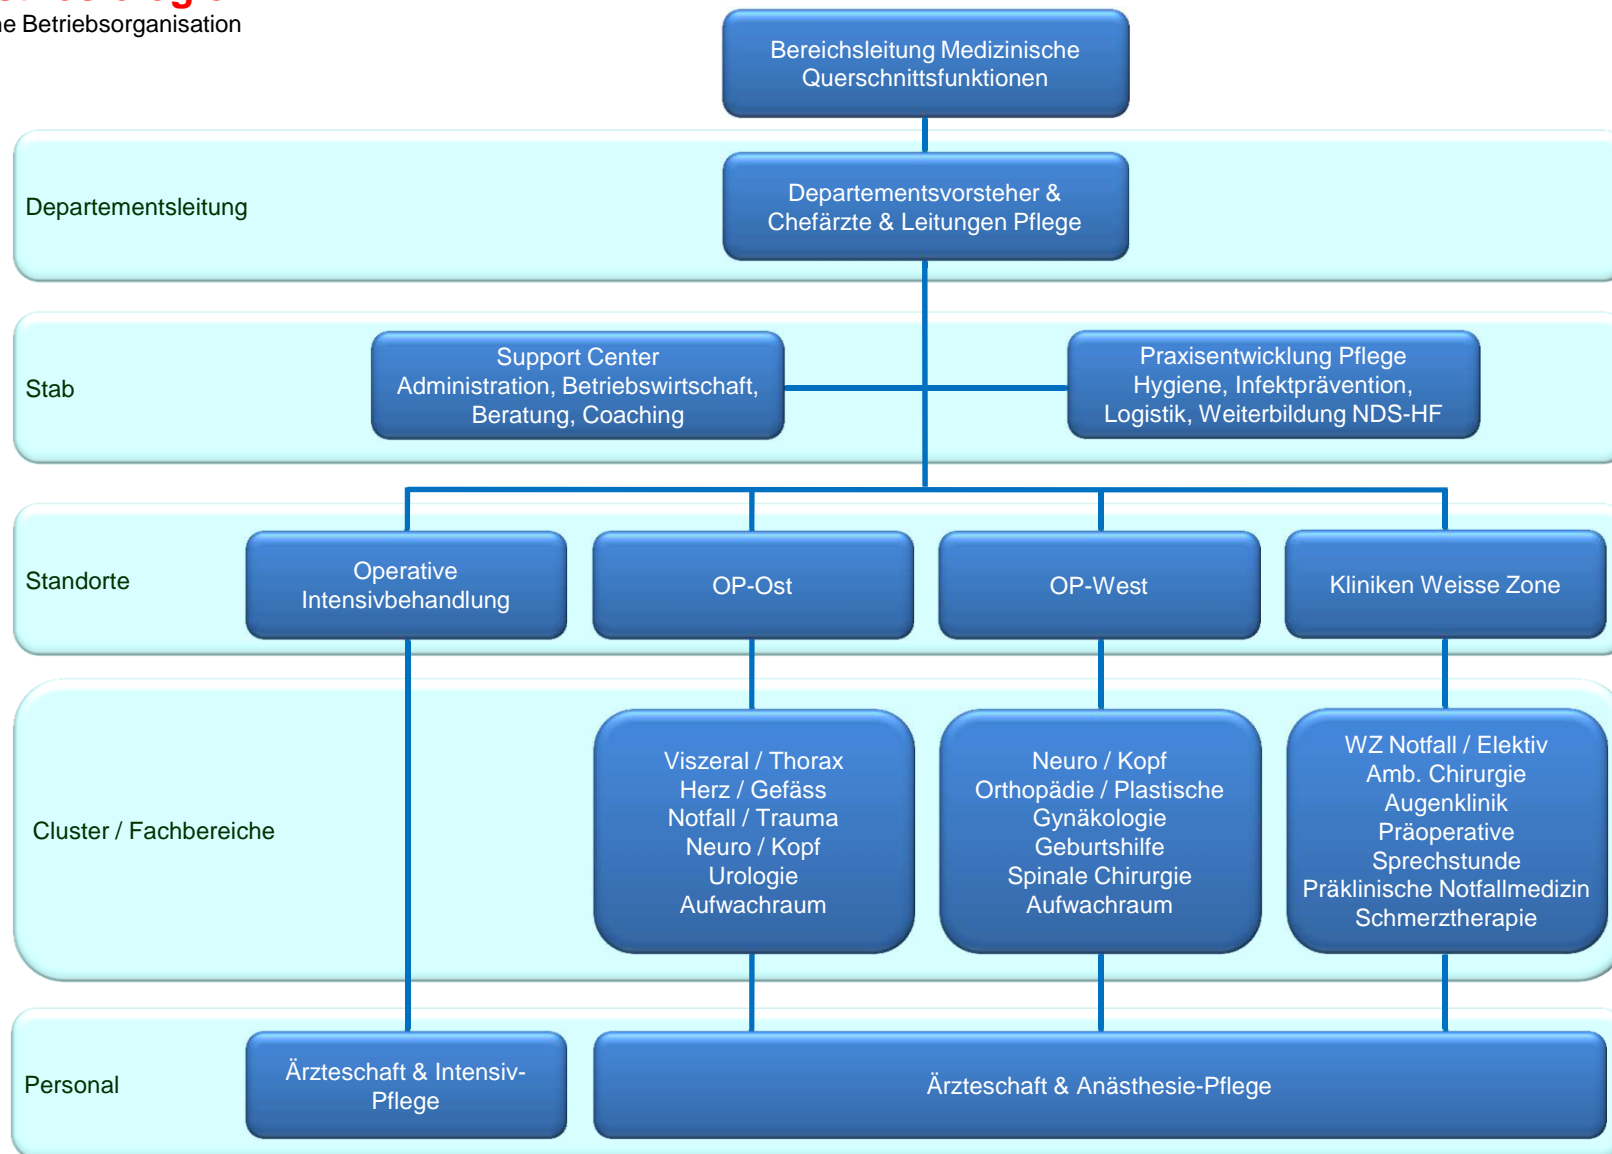 Betriebsorganisation
Bereichsleitung Medizinische
Querschnittsfunktionen
Departementsleitung
Departementsvorsteher &
Chefärzte & Leitungen Pflege
Stab
Support Center
Administration, Betriebswirtschaft,
Beratung, Coaching
Praxisentwicklung Pflege
Hygiene, Infektprävention,
Logistik, Weiterbildung NDS-HF
Standorte
Operative
Intensivbehandlung
OP-Ost
OP-West
Kliniken Weisse Zone
Cluster / Fachbereiche
Viszeral / Thorax
Herz / Gefäss
Notfall / Trauma
Neuro / Kopf
Urologie
Aufwachraum
Neuro / Kopf
Orthopädie / Plastische
Gynäkologie
Geburtshilfe
Spinale Chirurgie
Aufwachraum
WZ Notfall / Elektiv
Amb. Chirurgie
Augenklinik
Präoperative
Sprechstunde
Präklinische Notfallmedizin
Schmerztherapie
Personal
Ärzteschaft & Intensiv-
Pflege
Ärzteschaft & Anästhesie-Pflege